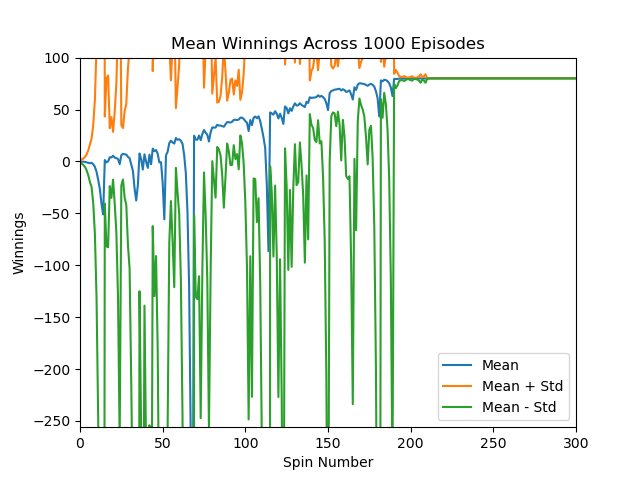 Mean Winnings Across 1000 Episodes
100
50
0
−50
−100
−150
−200
−250
Winnings
0 50 100 150 200 250 300
Spin Number
Mean
Mean + Std
Mean - Std